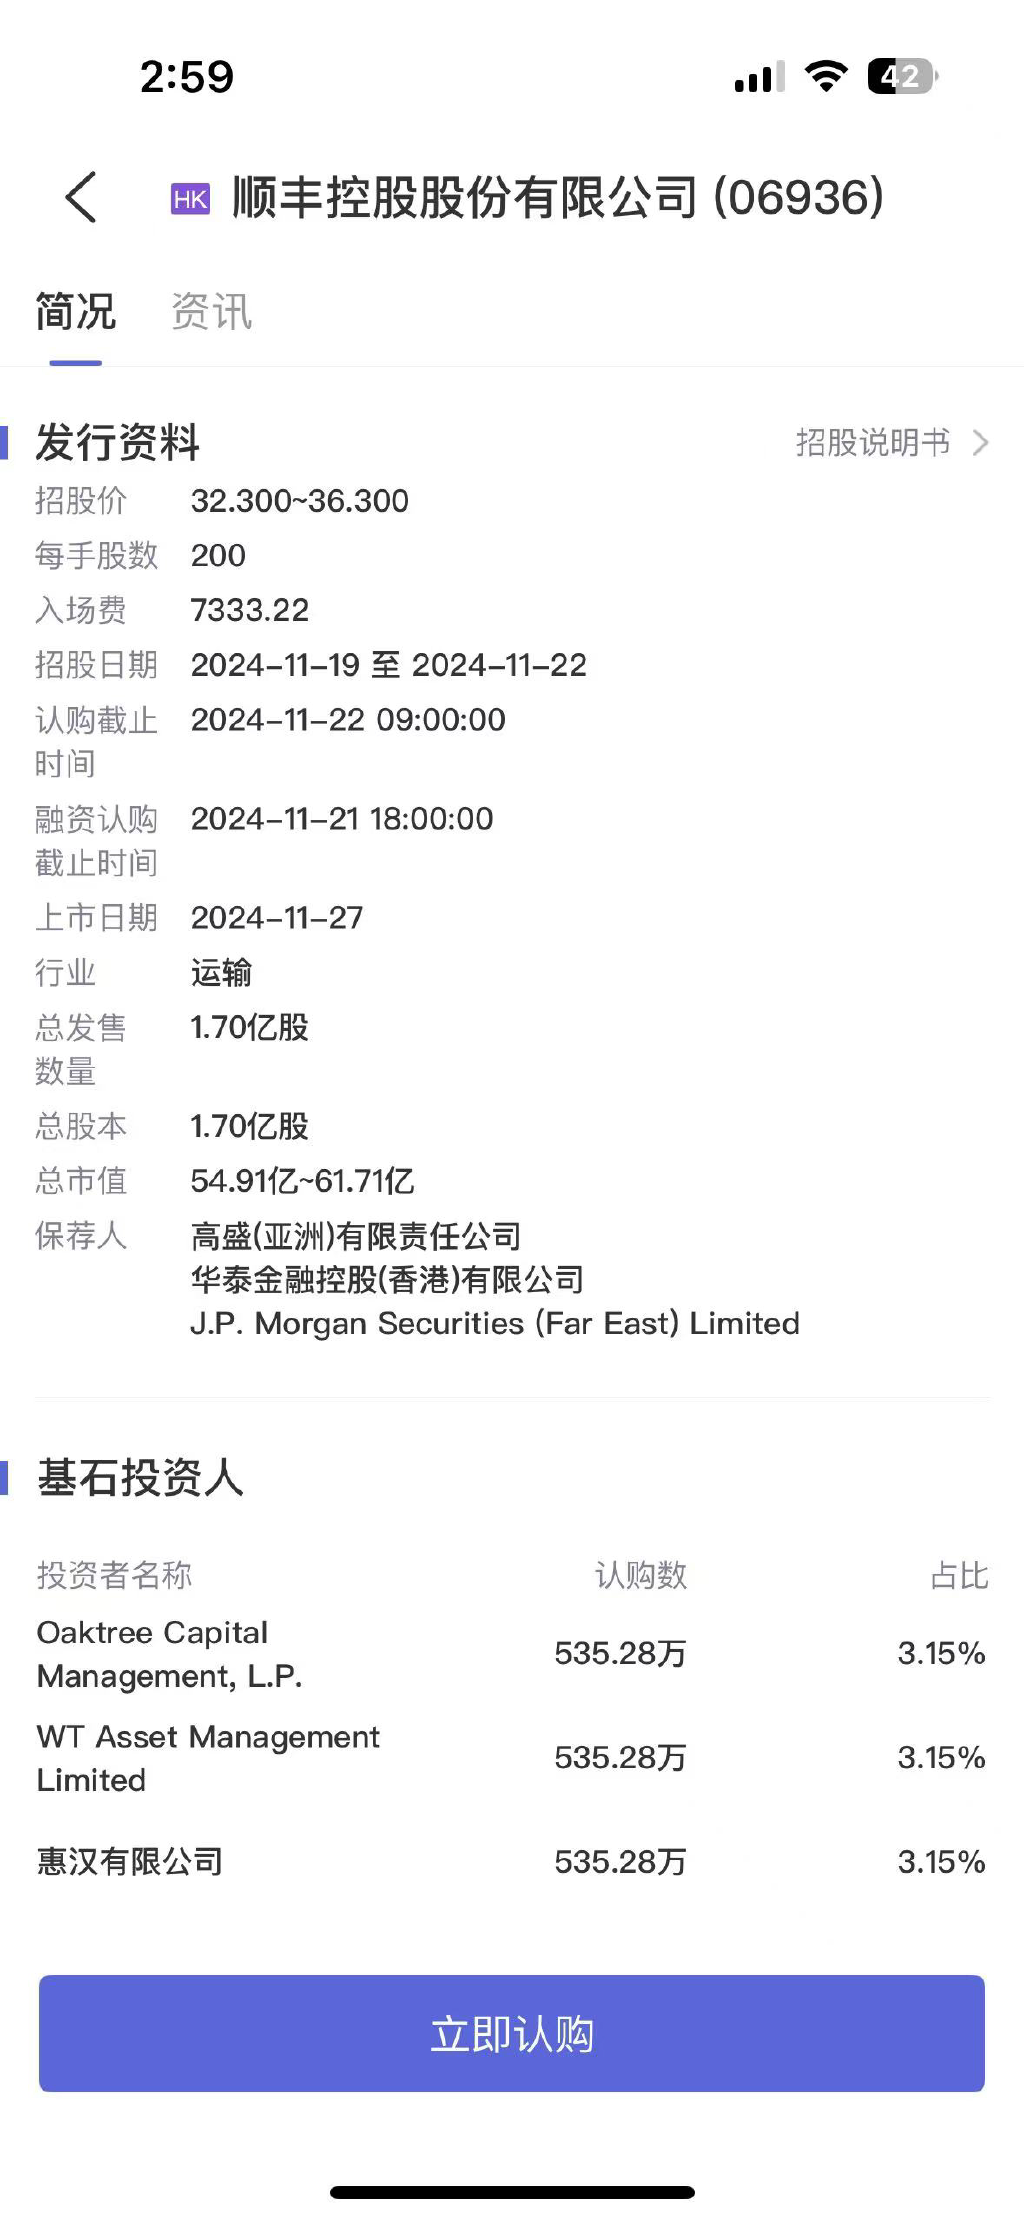 2:59
42
HK 顺丰控股股份有限公司 (06936)
简况 资讯
发行资料 招股说明书
招股价 32.300~36.300
每手股数 200
入场费 7333.22
招股日期 2024-11-19 至 2024-11-22
认购截止 2024-11-22 09:00:00
时间
融资认购 2024-11-21 18:00:00
截止时间
上市日期 2024-11-27
行业 运输
总发售 1.70亿股
数量
总股本 1.70亿股
总市值 54.91亿~61.71亿
保荐人 高盛(亚洲)有限责任公司
华泰金融控股(香港)有限公司
J.P. Morgan Securities (Far East) Limited
基石投资人
投资者名称 认购数 占比
Oaktree Capital
Management, L.P. 535.28万 3.15%
WT Asset Management
Limited 535.28万 3.15%
惠汉有限公司 535.28万 3.15%
立即认购